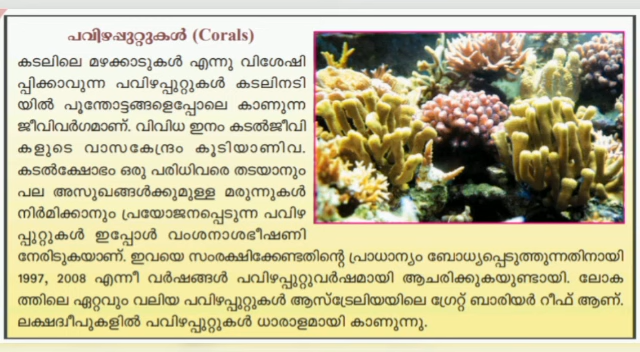 പവിഴപ്പുറ്റുകൾ (Corals)
കടലിലെ മഴക്കാടുകൾ എന്നു വിശേഷി
പ്പിക്കാവുന്ന പവിഴപ്പുറ്റുകൾ കടലിനടി
യിൽ പൂന്തോട്ടങ്ങളെപ്പോലെ കാണുന്ന
ജീവിവർഗമാണ്. വിവിധ ഇനം കടൽജീവി
കളുടെ വാസകേന്ദ്രം കൂടിയാണിവ.
കടൽക്ഷോഭം ഒരു പരിധിവരെ തടയാനും
പല അസുഖങ്ങൾക്കുമുള്ള മരുന്നുകൾ
നിർമിക്കാനും പ്രയോജനപ്പെടുന്ന പവിഴ
പ്പുറ്റുകൾ ഇപ്പോൾ വംശനാശഭീഷണി
നേരിടുകയാണ്. ഇവയെ സംരക്ഷിക്കേണ്ടതിന്റെ പ്രാധാന്യം ബോധ്യപ്പെടുത്തുന്നതിനായി
1997, 2008 എന്നീ വർഷങ്ങൾ പവിഴപ്പുറ്റുവർഷമായി ആചരിക്കുകയുണ്ടായി. ലോക
ത്തിലെ ഏറ്റവും വലിയ പവിഴപ്പുറ്റുകൾ ആസ്ട്രേലിയയിലെ ഗ്രേറ്റ് ബാരിയർ റീഫ് ആണ്.
ലക്ഷദ്വീപുകളിൽ പവിഴപ്പുറ്റുകൾ ധാരാളമായി കാണുന്നു.